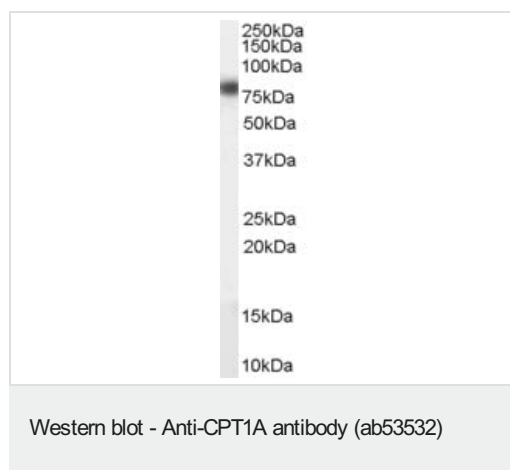 250kDa
150kDa
100kDa
75kDa
50kDa
37kDa
25kDa
20kDa
15kDa
10kDa
Western blot - Anti-CPT1A antibody (ab53532)